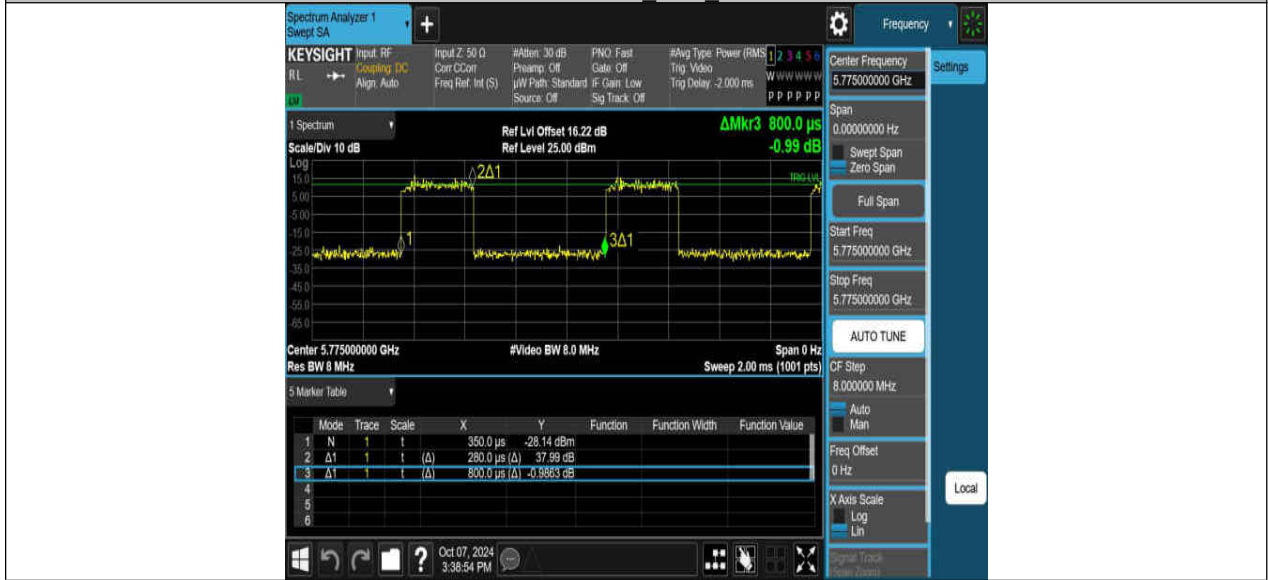 Spectrum Analyzer 1
Swept SA
+
Frequency
KEYSIGHT Input: RF Input Z: 50 Ω #Atten: 30 dB PNO: Fast #Avg Type: Power (RMS 1 2 3 4 5 6
RL Coupling: DC Corr CCorr Preamp: Off Gate: Off Trig: Video W W W W W W
Align: Auto Freq Ref: Int (S) µW Path: Standard IF Gain: Low Trig Delay: -2.000 ms
Source: Off Sig Track: Off P P P P P P
LM
1 Spectrum
Ref Lvl Offset 16.22 dB
ΔMkr3 800.0 µs
Scale/Div 10 dB
Ref Level 25.00 dBm
-0.99 dB
Log
15.0
TRIG LVL
5.00
-5.00
-15.0
-25.0
-35.0
-45.0
-55.0
-65.0
2Δ1
1
3Δ1
Center 5.775000000 GHz #Video BW 8.0 MHz Span 0 Hz
Res BW 8 MHz Sweep 2.00 ms (1001 pts)
5 Marker Table
Mode Trace Scale X Y Function Function Width Function Value
1 N 1 t 350.0 µs -28.14 dBm
2 Δ1 1 t (Δ) 280.0 µs (Δ) 37.99 dB
3 Δ1 1 t (Δ) 800.0 µs (Δ) -0.9863 dB
4
5
6
Oct 07, 2024
3:38:54 PM
?
Center Frequency
5.775000000 GHz
Settings
Span
0.00000000 Hz
Swept Span
Zero Span
Full Span
Start Freq
5.775000000 GHz
Stop Freq
5.775000000 GHz
AUTO TUNE
CF Step
8.000000 MHz
Auto
Man
Freq Offset
0 Hz
X Axis Scale
Log
Lin
Signal Track
(Span Zoom)
Local